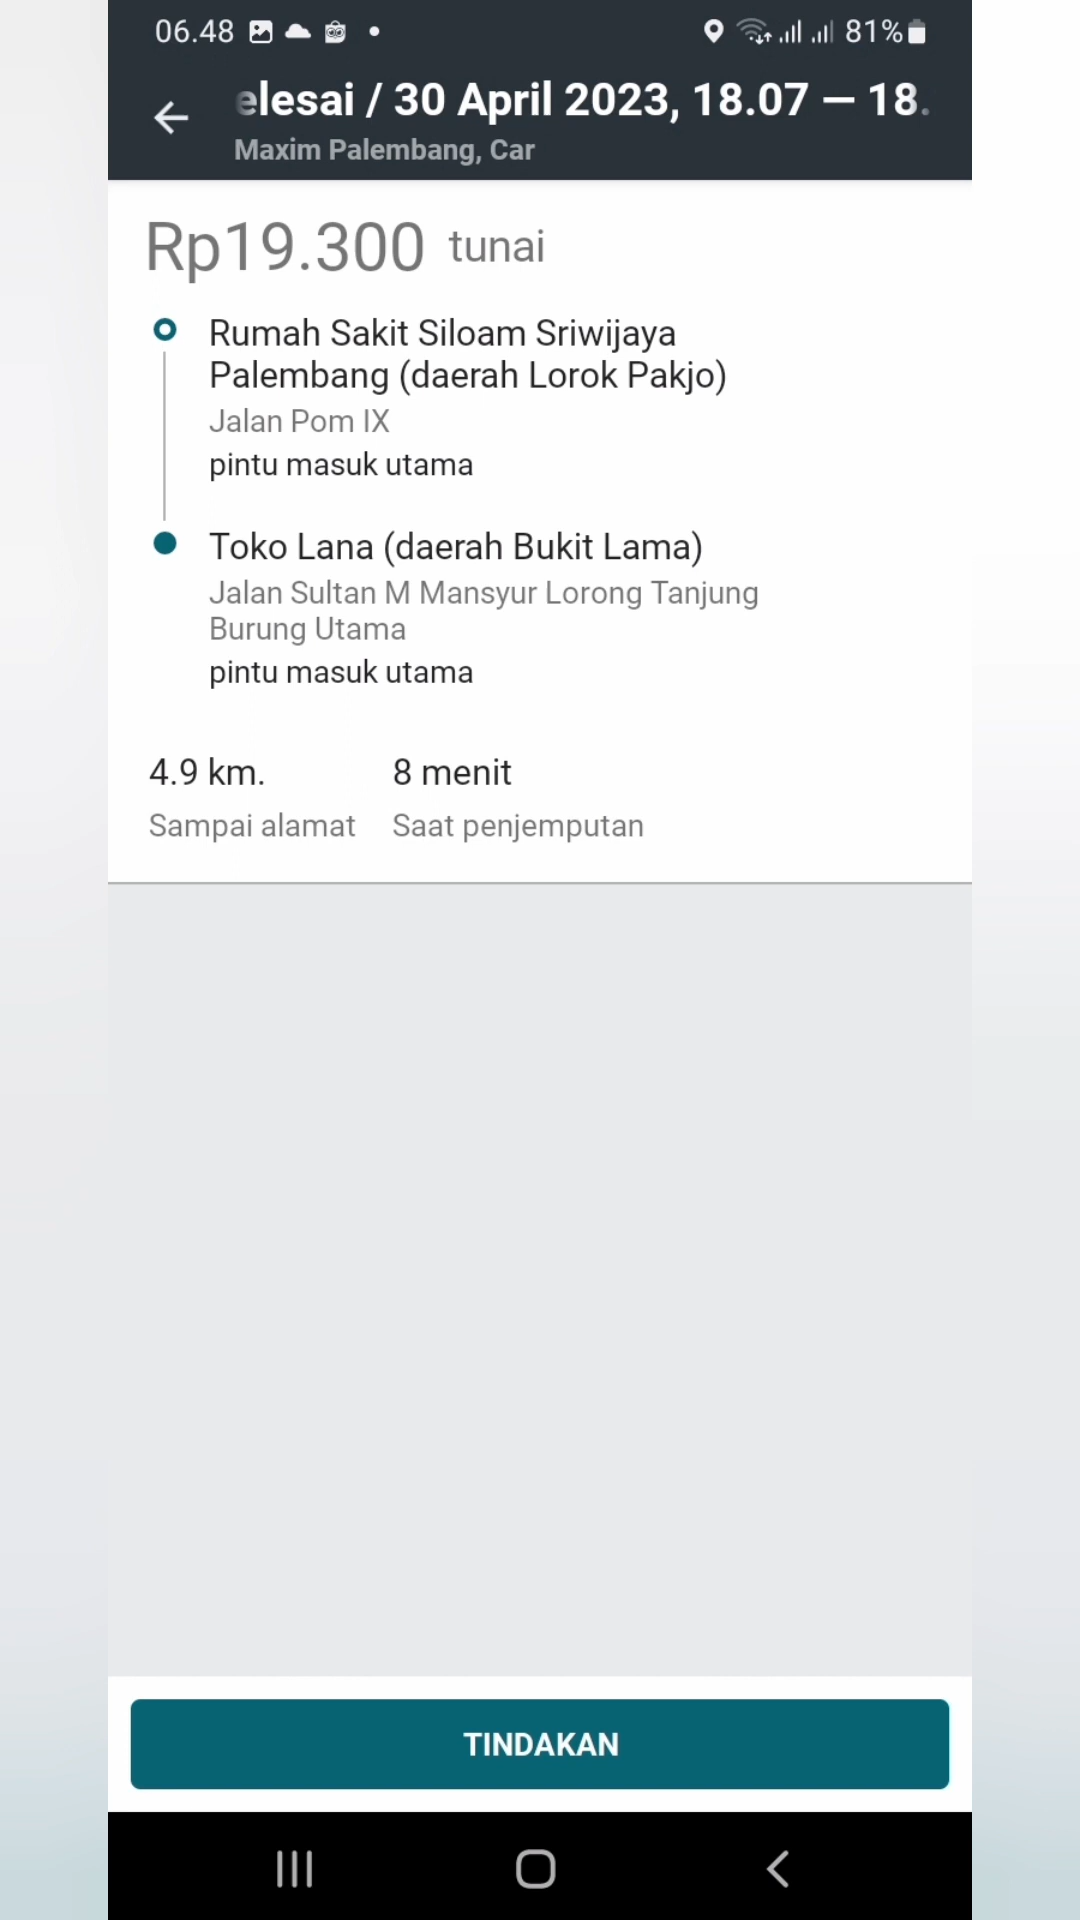 06.48
81%
elesai / 30 April 2023, 18.07 — 18.
Maxim Palembang, Car
Rp19.300 tunai
Rumah Sakit Siloam Sriwijaya
Palembang (daerah Lorok Pakjo)
Jalan Pom IX
pintu masuk utama
Toko Lana (daerah Bukit Lama)
Jalan Sultan M Mansyur Lorong Tanjung
Burung Utama
pintu masuk utama
4.9 km. 8 menit
Sampai alamat Saat penjemputan
TINDAKAN